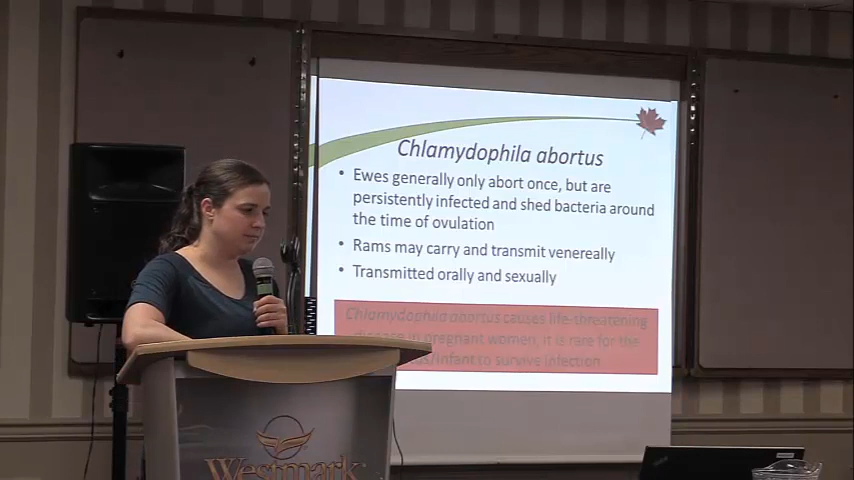 Chlamydophila abortus
• Ewes generally only abort once, but are
persistently infected and shed bacteria around
the time of ovulation
• Rams may carry and transmit venereally
• Transmitted orally and sexually
Chlamydophila abortus causes life-threatening
disease in pregnant women, it is rare for the
/infant to survive infection.
Westmark